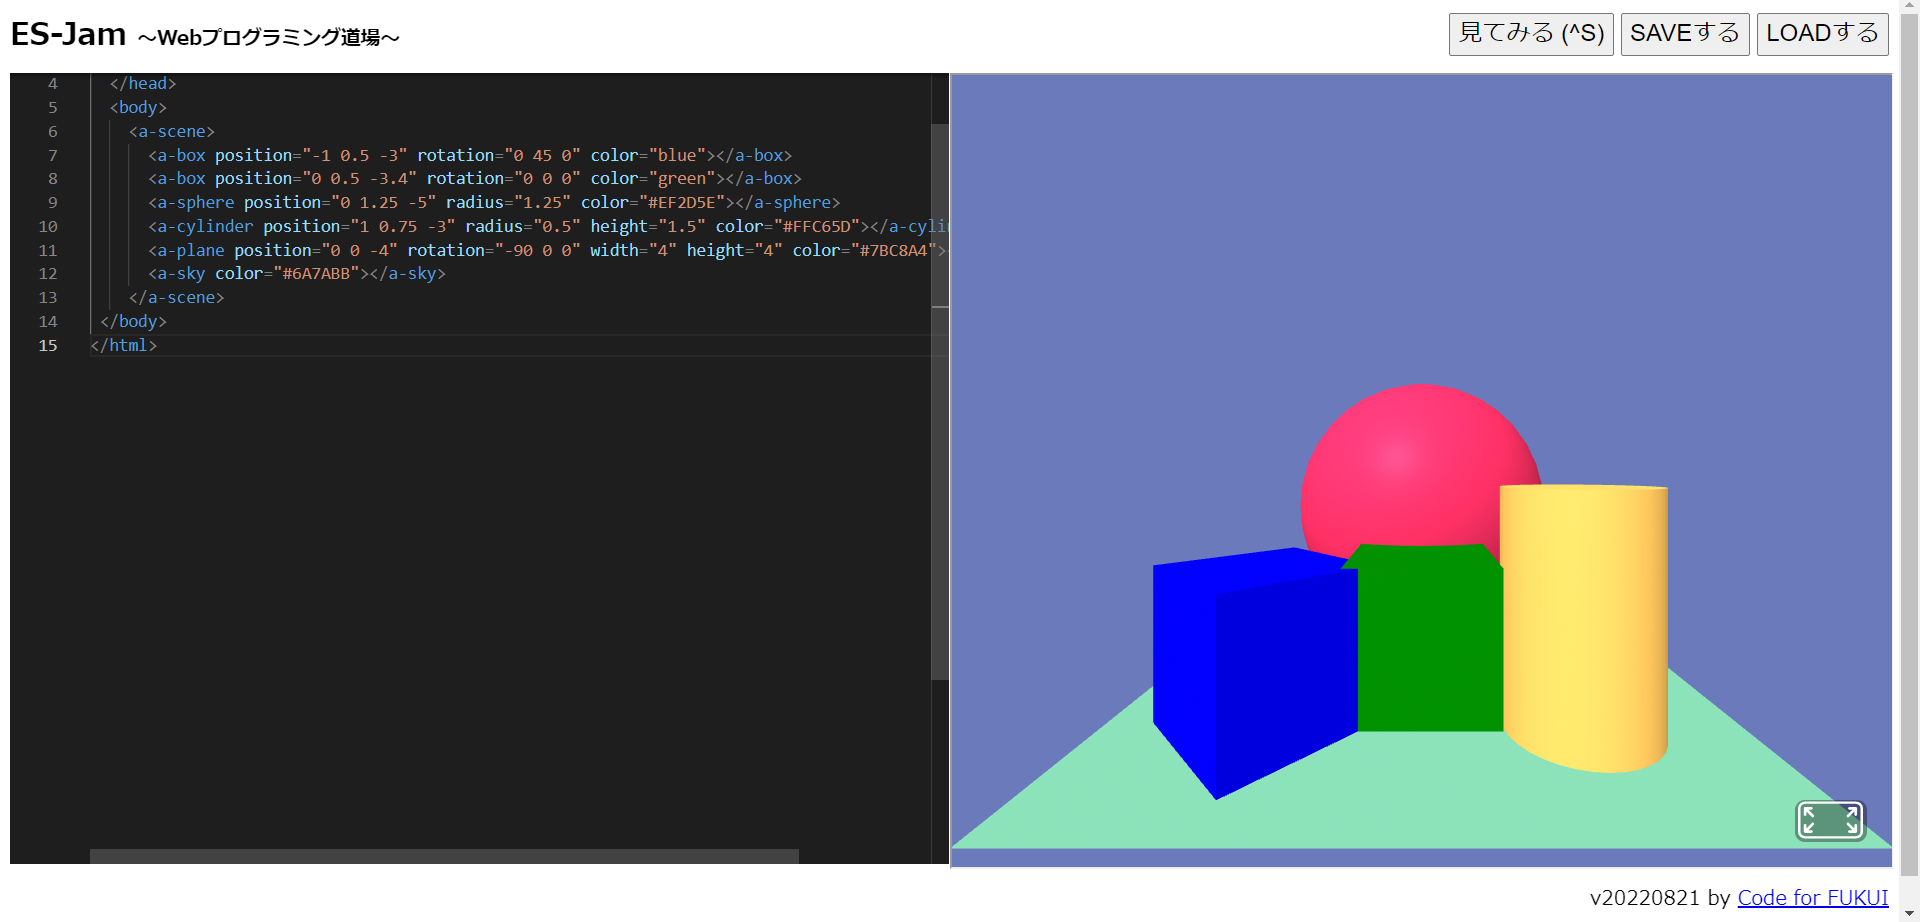 ES-Jam ～Webプログラミング道場～
見てみる (^S) SAVEする LOADする
4 </head>
5 <body>
6 <a-scene>
7 <a-box position="-1 0.5 -3" rotation="0 45 0" color="blue"></a-box>
8 <a-box position="0 0.5 -3.4" rotation="0 0 0" color="green"></a-box>
9 <a-sphere position="0 1.25 -5" radius="1.25" color="#EF2D5E"></a-sphere>
10 <a-cylinder position="1 0.75 -3" radius="0.5" height="1.5" color="#FFC65D"></a-cylin
11 <a-plane position="0 0 -4" rotation="-90 0 0" width="4" height="4" color="#7BC8A4"><
12 <a-sky color="#6A7ABB"></a-sky>
13 </a-scene>
14 </body>
15 </html>
v20220821 by Code for FUKUI